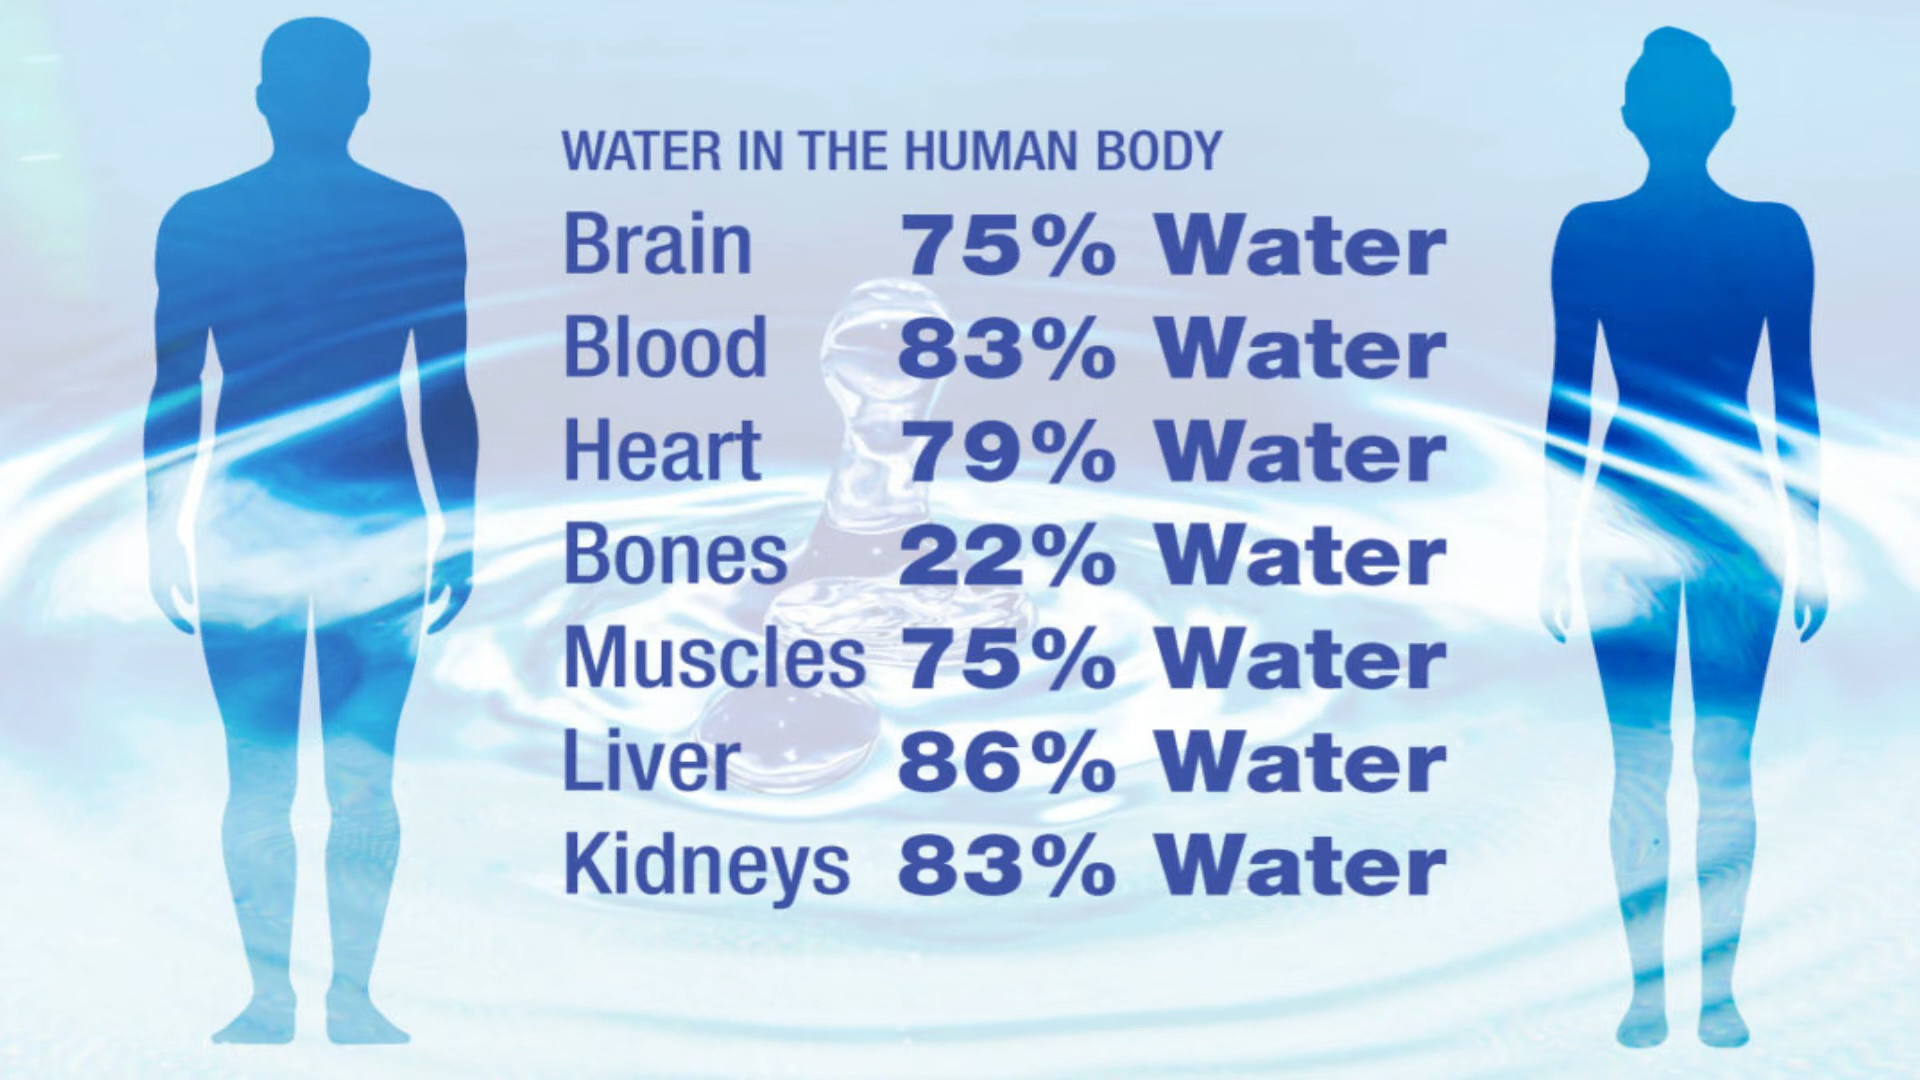 WATER IN THE HUMAN BODY
Brain 75% Water
Blood 83% Water
Heart 79% Water
Bones 22% Water
Muscles 75% Water
Liver 86% Water
Kidneys 83% Water